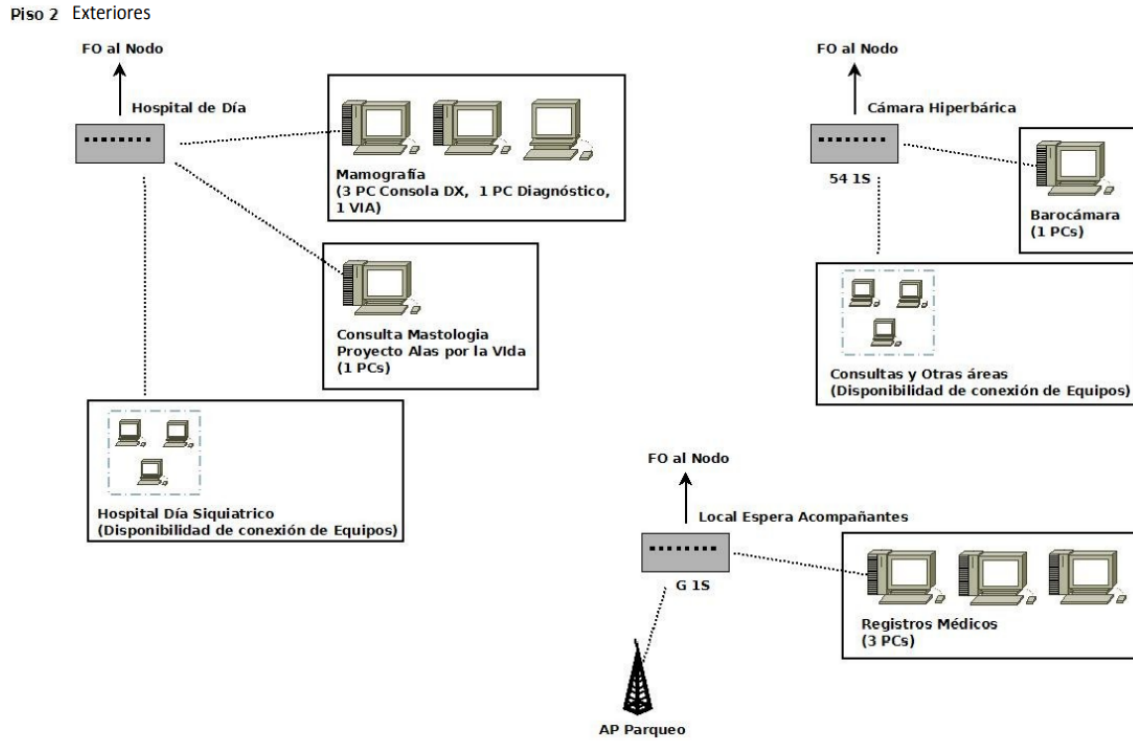 Piso 2 Exteriores
FO al Nodo
Hospital de Día
Mamografía
(3 PC Consola DX, 1 PC Diagnóstico,
1 VIA)
Consulta Mastologia
Proyecto Alas por la VIda
(1 PCs)
Hospital Día Siquiatrico
(Disponibilidad de conexión de Equipos)
FO al Nodo
Cámara Hiperbárica
54 1S
Barocámara
(1 PCs)
Consultas y Otras áreas
(Disponibilidad de conexión de Equipos)
FO al Nodo
Local Espera Acompañantes
G 1S
Registros Médicos
(3 PCs)
AP Parqueo